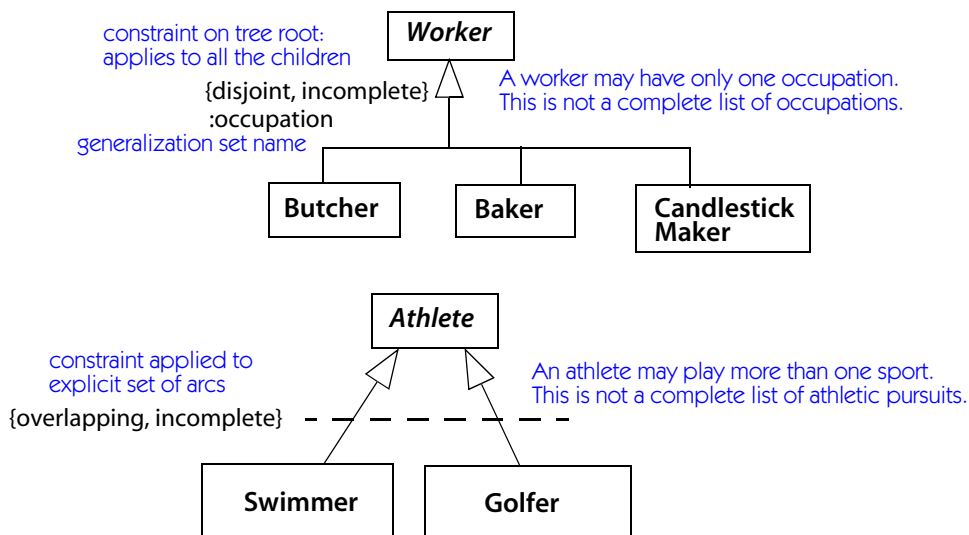 Worker
constraint on tree root:
applies to all the children
{disjoint, incomplete}
:occupation
generalization set name
A worker may have only one occupation.
This is not a complete list of occupations.
Butcher
Baker
Candlestick
Maker
Athlete
constraint applied to
explicit set of arcs
{overlapping, incomplete}
An athlete may play more than one sport.
This is not a complete list of athletic pursuits.
Swimmer
Golfer